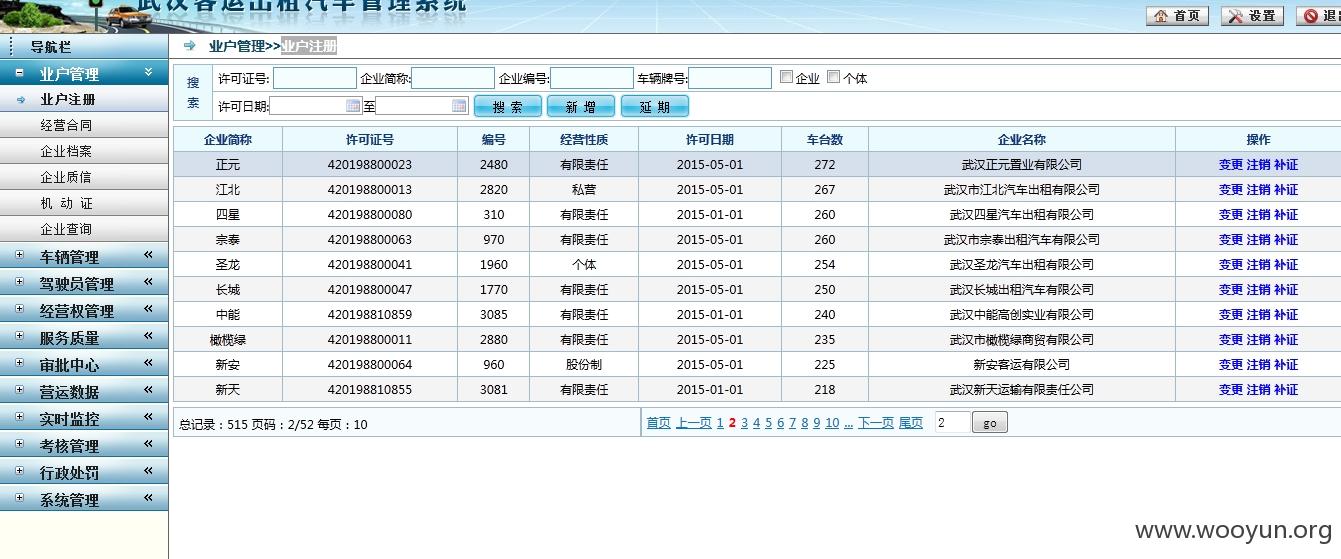 武汉客运出租汽车管理系统
首页 设置
导航栏
业户管理>>业户注册
业户管理
业户注册
经营合同
企业档案
企业质信
机 动 证
企业查询
车辆管理
驾驶员管理
经营权管理
服务质量
审批中心
营运数据
实时监控
考核管理
行政处罚
系统管理
搜索
许可证号: 企业简称: 企业编号: 车辆牌号: 企业 个体
许可日期: 至 搜 索 新 增 延 期
企业简称 许可证号 编号 经营性质 许可日期 车台数 企业名称 操作
正元 420198800023 2480 有限责任 2015-05-01 272 武汉正元置业有限公司 变更 注销 补证
江北 420198800013 2820 私营 2015-05-01 267 武汉市江北汽车出租有限公司 变更 注销 补证
四星 420198800080 310 有限责任 2015-01-01 260 武汉四星汽车出租有限公司 变更 注销 补证
宗泰 420198800063 970 有限责任 2015-05-01 260 武汉市宗泰出租汽车有限公司 变更 注销 补证
圣龙 420198800041 1960 个体 2015-05-01 254 武汉圣龙汽车出租有限公司 变更 注销 补证
长城 420198800047 1770 有限责任 2015-05-01 250 武汉长城出租汽车有限公司 变更 注销 补证
中能 420198810859 3085 有限责任 2015-01-01 240 武汉中能高创实业有限公司 变更 注销 补证
橄榄绿 420198800011 2880 有限责任 2015-05-01 235 武汉市橄榄绿商贸有限公司 变更 注销 补证
新安 420198800064 960 股份制 2015-05-01 225 新安客运有限公司 变更 注销 补证
新天 420198810855 3081 有限责任 2015-01-01 218 武汉新天运输有限责任公司 变更 注销 补证
总记录：515 页码：2/52 每页：10
首页 上一页 1 2 3 4 5 6 7 8 9 10 ... 下一页 尾页 2 go
www.wooyun.org